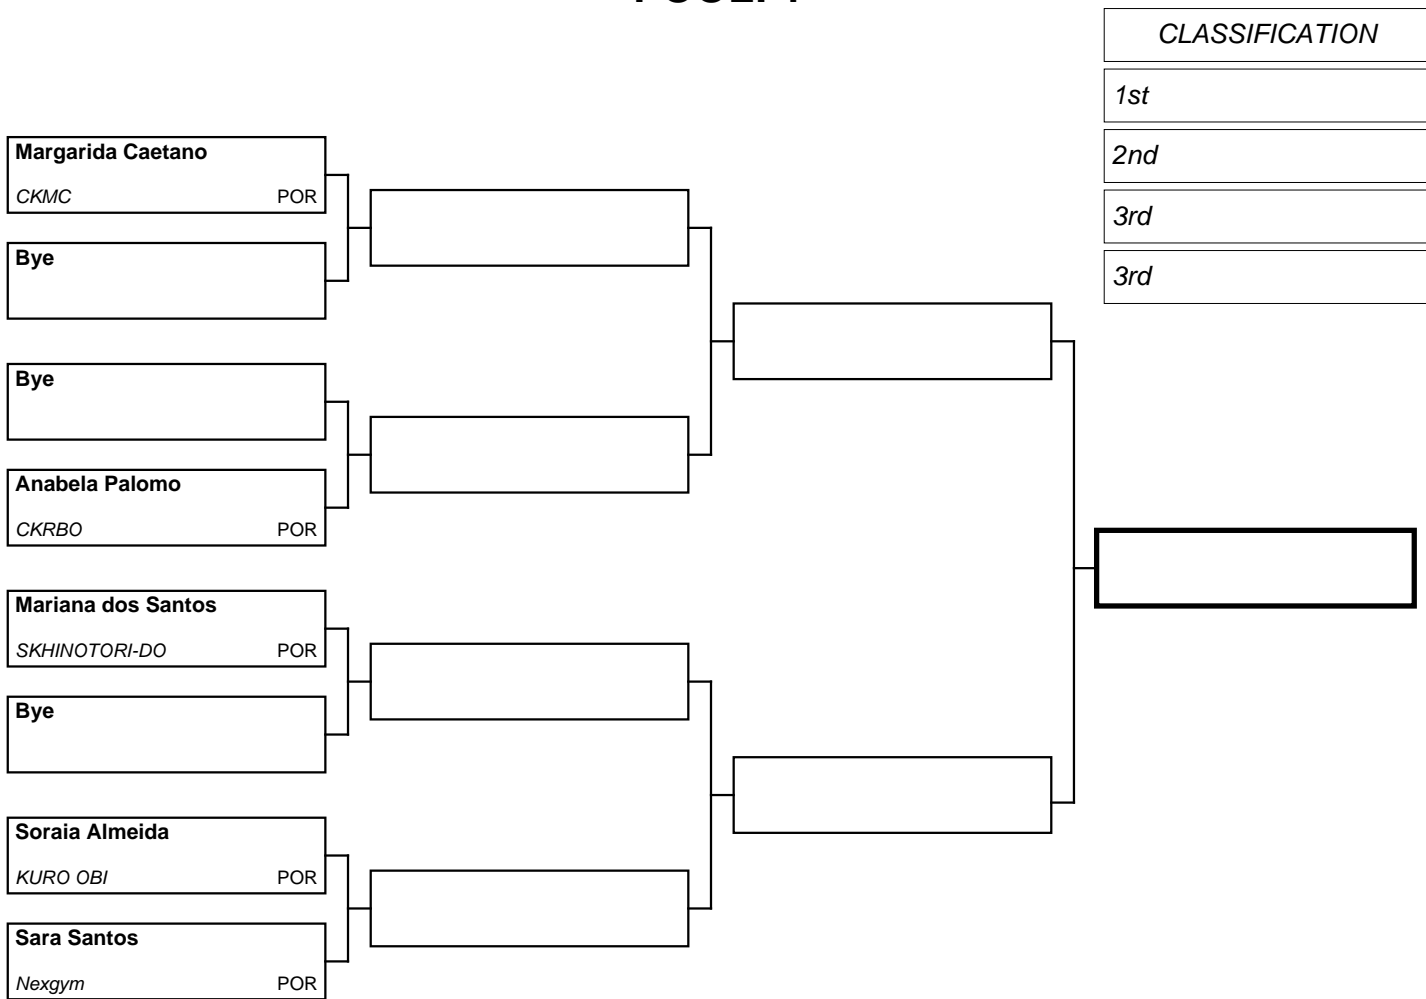 CLASSIFICATION
1st
2nd
3rd
3rd
Margarida Caetano
CKMC POR
Bye
Bye
Anabela Palomo
CKRBO POR
Mariana dos Santos
SKHINOTORI-DO POR
Bye
Soraia Almeida
KURO OBI POR
Sara Santos
Nexgym POR